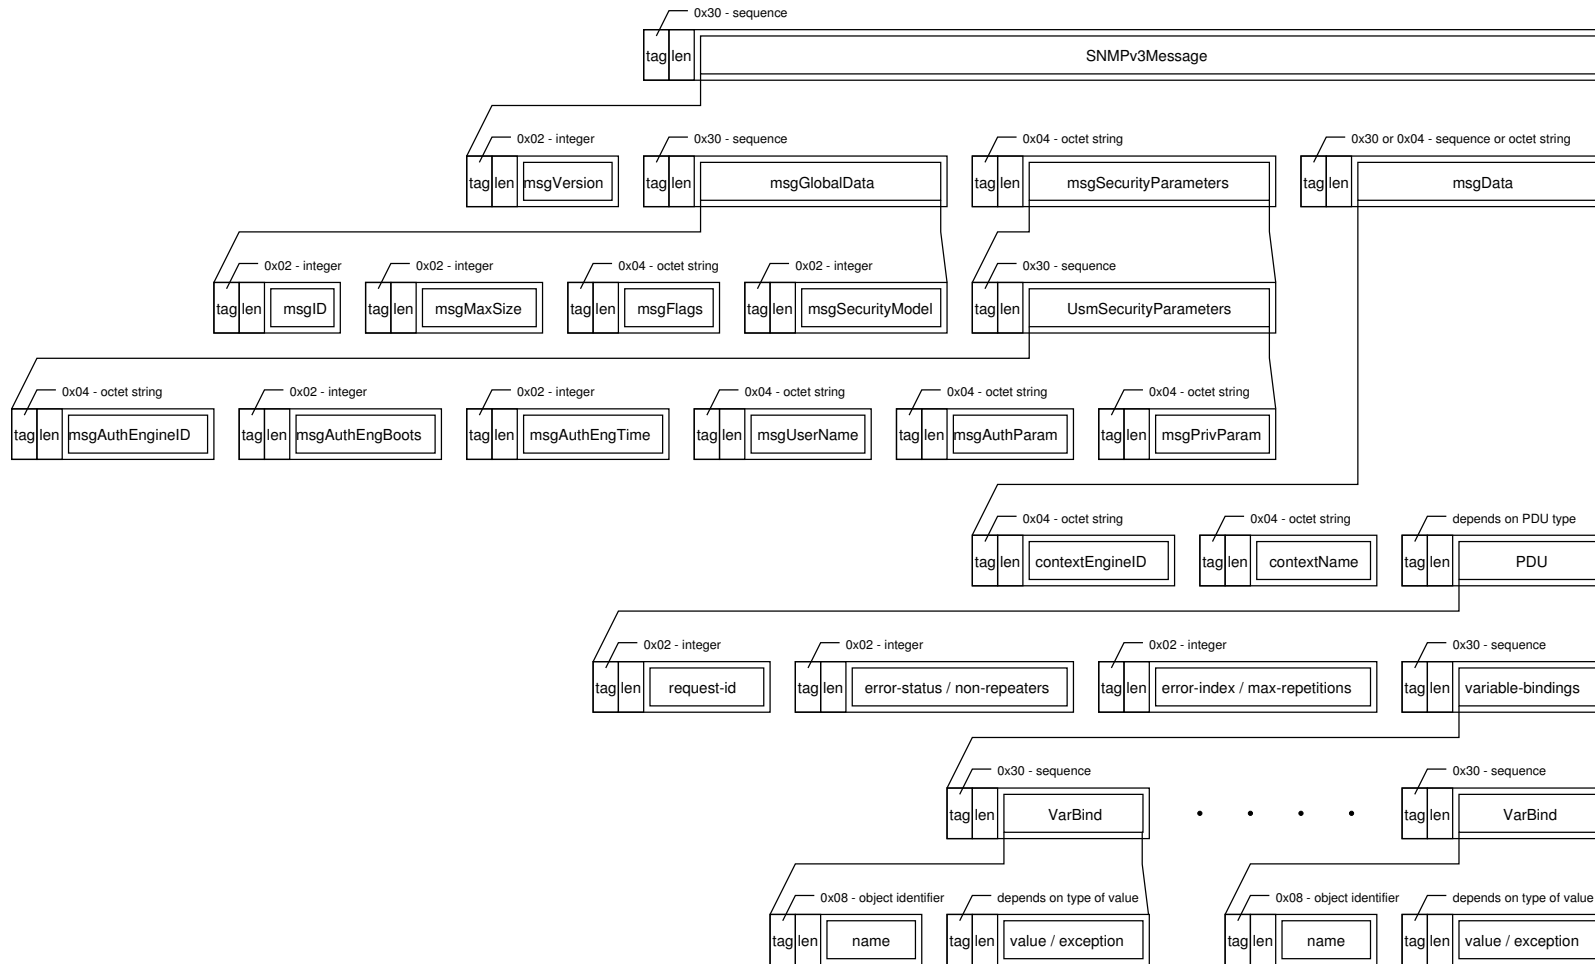 0x30 - sequence
tag len SNMPv3Message
0x02 - integer 0x30 - sequence 0x04 - octet string 0x30 or 0x04 - sequence or octet string
tag len msgVersion tag len msgGlobalData tag len msgSecurityParameters tag len msgData
0x02 - integer 0x02 - integer 0x04 - octet string 0x02 - integer 0x30 - sequence
tag len msgID tag len msgMaxSize tag len msgFlags tag len msgSecurityModel tag len UsmSecurityParameters
0x04 - octet string 0x02 - integer 0x02 - integer 0x04 - octet string 0x04 - octet string 0x04 - octet string
tag len msgAuthEngineID tag len msgAuthEngBoots tag len msgAuthEngTime tag len msgUserName tag len msgAuthParam tag len msgPrivParam
0x04 - octet string 0x04 - octet string depends on PDU type
tag len contextEngineID tag len contextName tag len PDU
0x02 - integer 0x02 - integer 0x02 - integer 0x30 - sequence
tag len request-id tag len error-status / non-repeaters tag len error-index / max-repetitions tag len variable-bindings
0x30 - sequence 0x30 - sequence
tag len VarBind . . . . tag len VarBind
0x08 - object identifier depends on type of value 0x08 - object identifier depends on type of value
tag len name tag len value / exception tag len name tag len value / exception